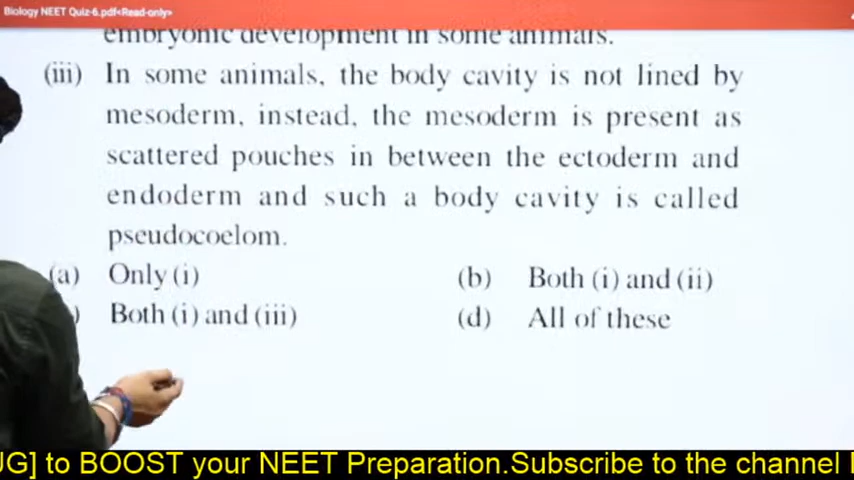 Biology NEET Quiz-6.pdf<Read-only>
embryonic development in some animals.
(iii) In some animals, the body cavity is not lined by
mesoderm, instead, the mesoderm is present as
scattered pouches in between the ectoderm and
endoderm and such a body cavity is called
pseudocoelom.
(a) Only (i) (b) Both (i) and (ii)
) Both (i) and (iii) (d) All of these
UG] to BOOST your NEET Preparation.Subscribe to the channel